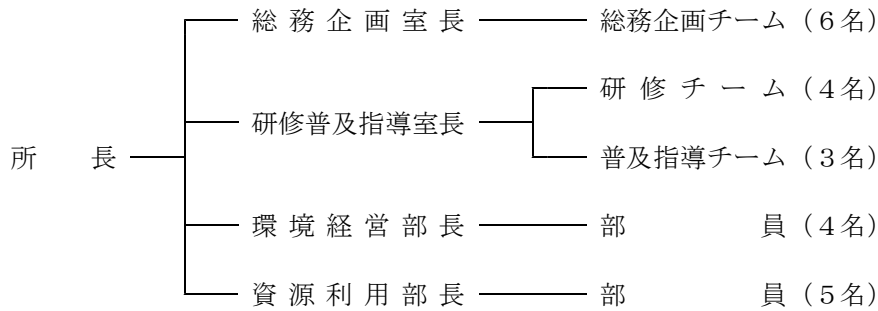 総務企画室長 総務企画チーム（６名）
研修チーム（４名）
研修普及指導室長
所長 普及指導チーム（３名）
環境経営部長 部員（４名）
資源利用部長 部員（５名）